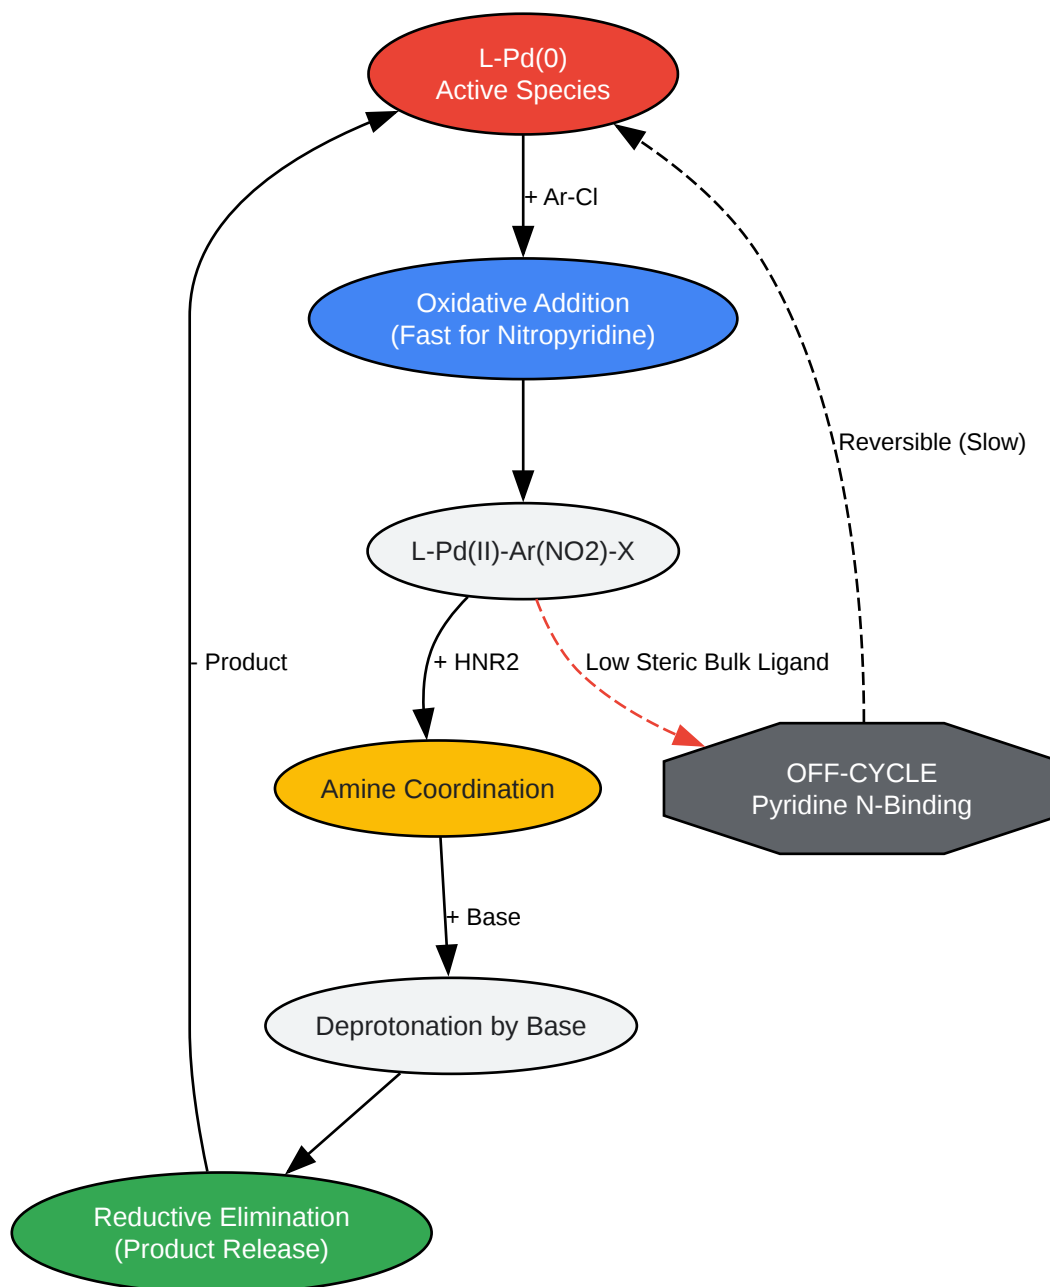 L-Pd(0)
Active Species
+ Ar-Cl
Oxidative Addition
(Fast for Nitropyridine)
Reversible (Slow)
L-Pd(II)-Ar(NO2)-X
- Product
+ HNR2
Low Steric Bulk Ligand
Amine Coordination
OFF-CYCLE
Pyridine N-Binding
+ Base
Deprotonation by Base
Reductive Elimination
(Product Release)